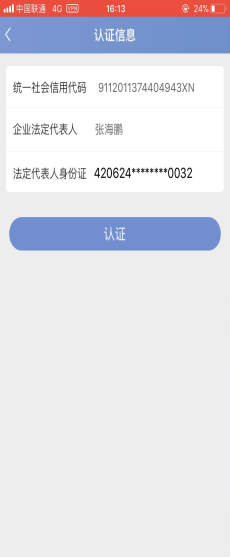 中国联通 4G VPN 16:13 24%
认证信息
统一社会信用代码 9112011374404943XN
企业法定代表人 张海鹏
法定代表人身份证 420624********0032
认证